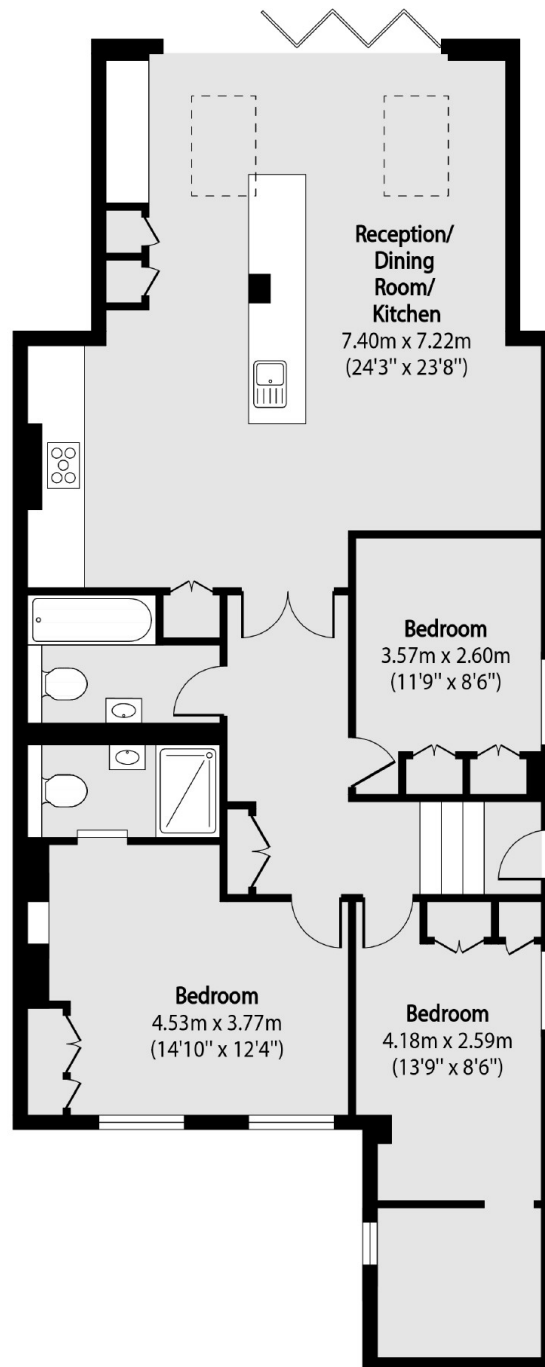 Reception/
Dining
Room/
Kitchen
7.40m x 7.22m
(24'3" x 23'8")
Bedroom
3.57m x 2.60m
(11'9" x 8'6")
Bedroom
4.53m x 3.77m
(14'10" x 12'4")
Bedroom
4.18m x 2.59m
(13'9" x 8'6")